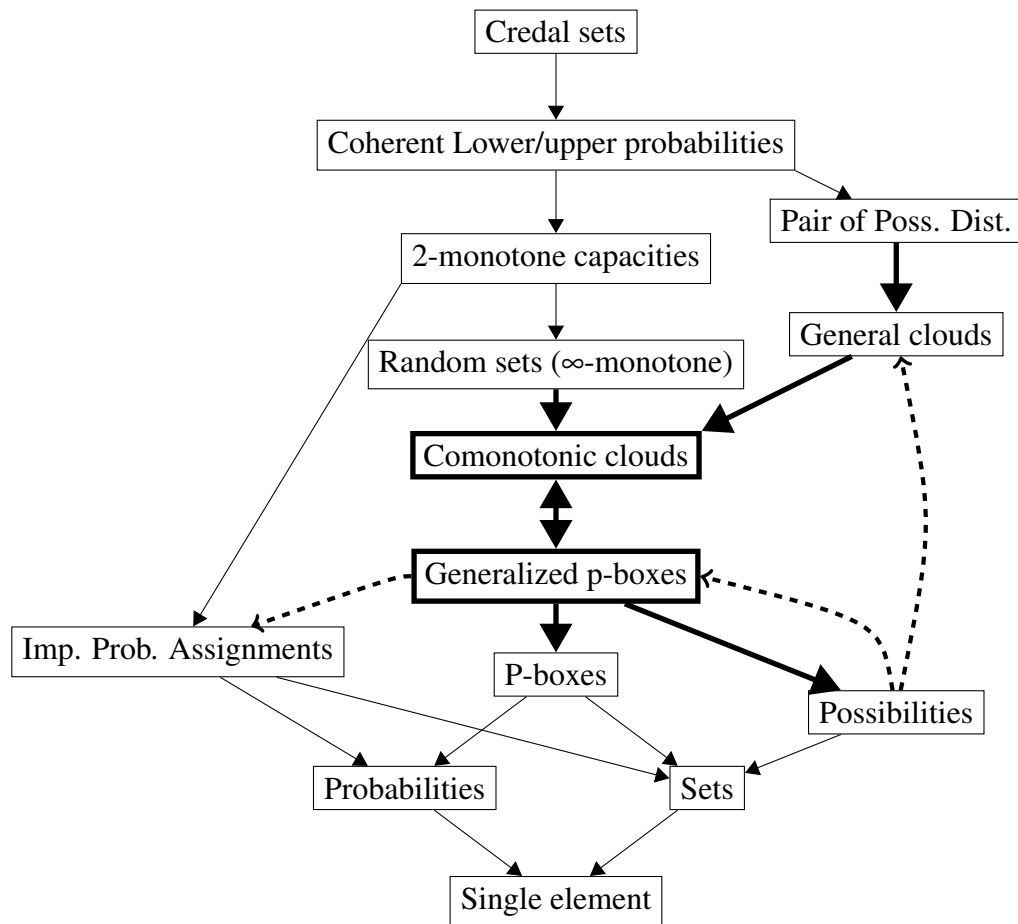 Credal sets
Coherent Lower/upper probabilities
Pair of Poss. Dist.
2-monotone capacities
General clouds
Random sets (∞-monotone)
Comonotonic clouds
Generalized p-boxes
Imp. Prob. Assignments
P-boxes
Possibilities
Probabilities
Sets
Single element